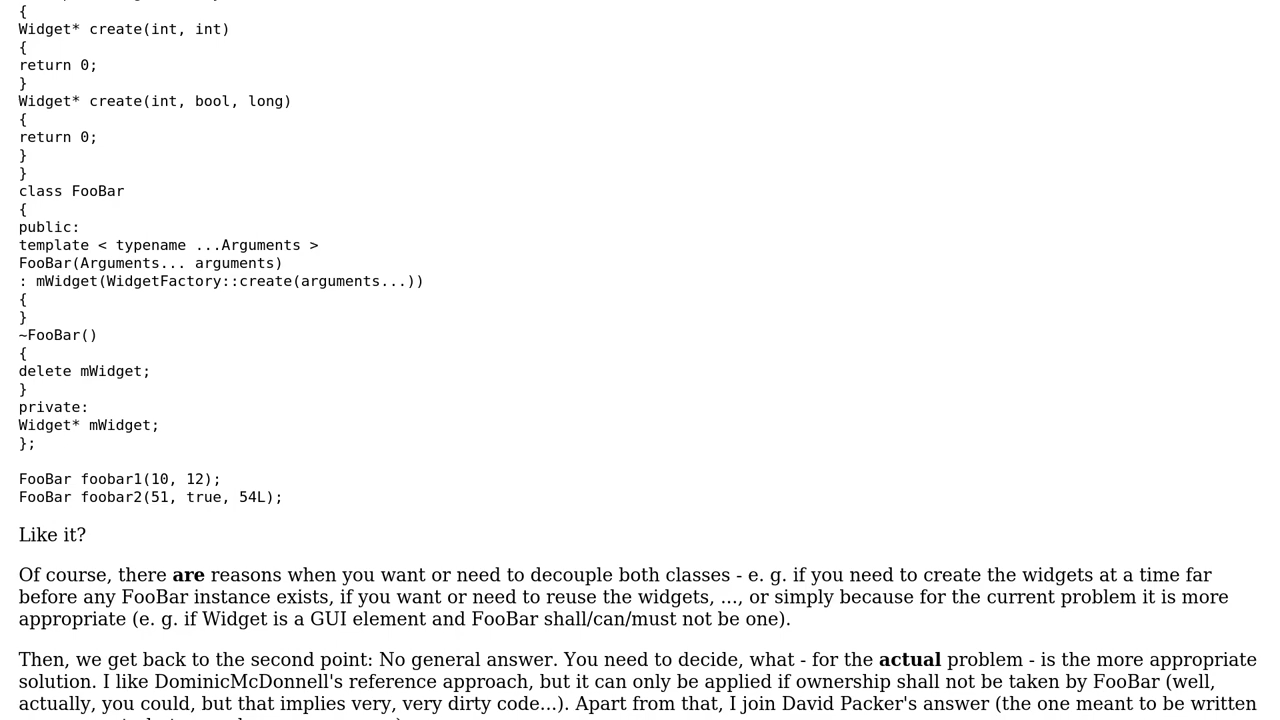 {
Widget* create(int, int)
{
return 0;
}
Widget* create(int, bool, long)
{
return 0;
}
}
class FooBar
{
public:
template < typename ...Arguments >
FooBar(Arguments... arguments)
: mWidget(WidgetFactory::create(arguments...))
{
}
~FooBar()
{
delete mWidget;
}
private:
Widget* mWidget;
};
FooBar foobar1(10, 12);
FooBar foobar2(51, true, 54L);
Like it?
Of course, there are reasons when you want or need to decouple both classes - e. g. if you need to create the widgets at a time far
before any FooBar instance exists, if you want or need to reuse the widgets, ..., or simply because for the current problem it is more
appropriate (e. g. if Widget is a GUI element and FooBar shall/can/must not be one).
Then, we get back to the second point: No general answer. You need to decide, what - for the actual problem - is the more appropriate
solution. I like DominicMcDonnell's reference approach, but it can only be applied if ownership shall not be taken by FooBar (well,
actually, you could, but that implies very, very dirty code...). Apart from that, I join David Packer's answer (the one meant to be written